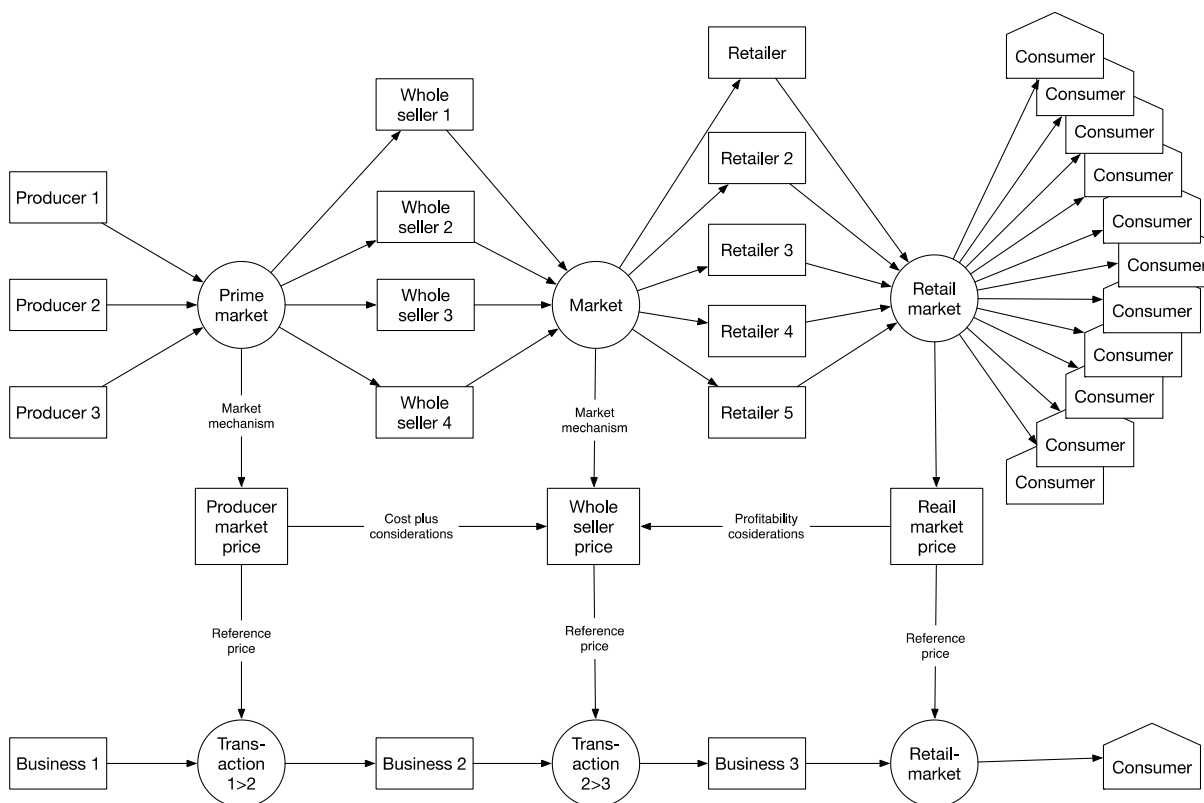 Retailer
Consumer
Consumer
Whole
seller 1
Consumer
Retailer 2
Consumer
Producer 1
Whole
seller 2
Retailer 3
Consumer
Consumer
Producer 2
Prime
market
Whole
seller 3
Market
Retailer 4
Retail
market
Consumer
Consumer
Producer 3
Whole
seller 4
Retailer 5
Consumer
Consumer
Consumer
Market
mechanism
Market
mechanism
Producer
market
price
Cost plus
considerations
Whole
seller
price
Profitability
cosiderations
Reail
market
price
Reference
price
Reference
price
Reference
price
Business 1
Trans-
action
1>2
Business 2
Trans-
action
2>3
Business 3
Retail-
market
Consumer